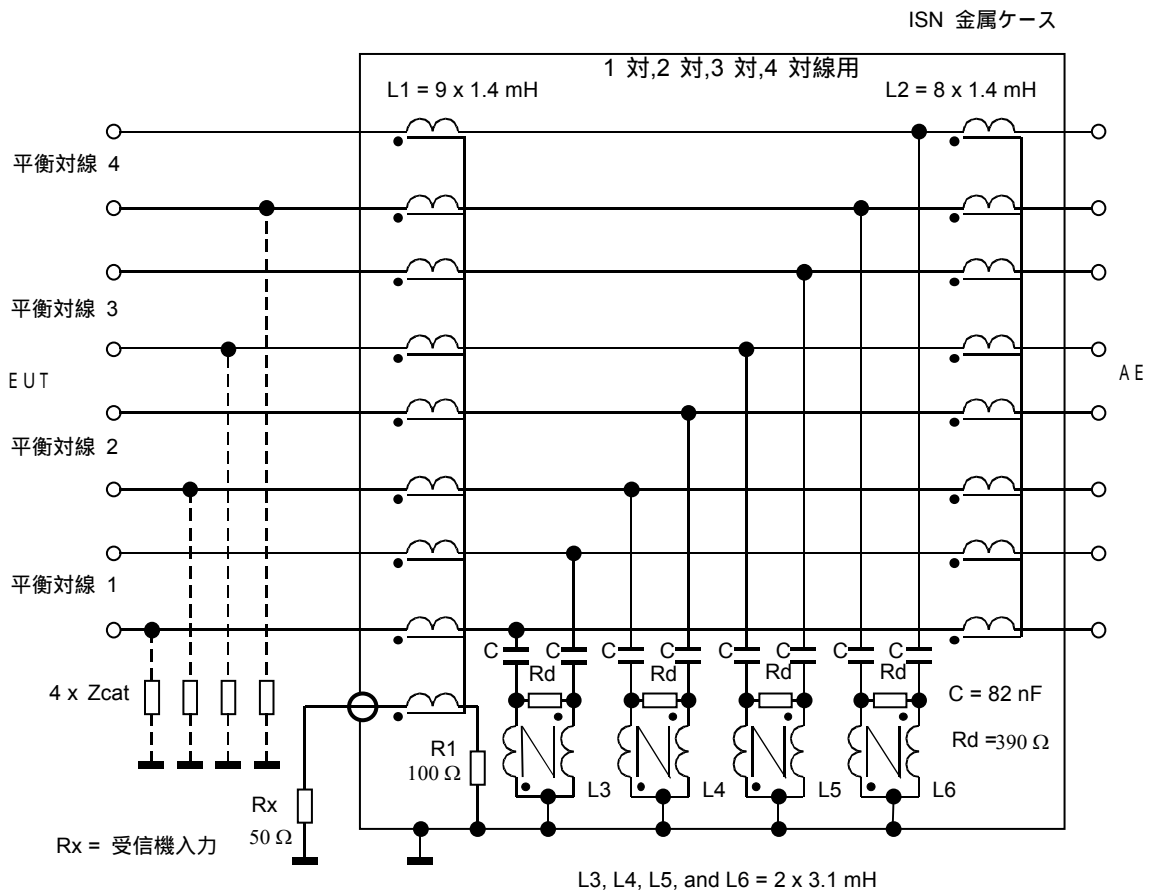 ISN 金属ケース
1 対,2 対,3 対,4 対線用
L1 = 9 x 1.4 mH
L2 = 8 x 1.4 mH
平衡対線 4
平衡対線 3
EUT
AE
平衡対線 2
平衡対線 1
C C C C C C C C
Rd Rd Rd Rd
4 x Zcat
C = 82 nF
Rd =390 Ω
R1
100 Ω
L3 L4 L5 L6
Rx
50 Ω
Rx = 受信機入力
L3, L4, L5, and L6 = 2 x 3.1 mH